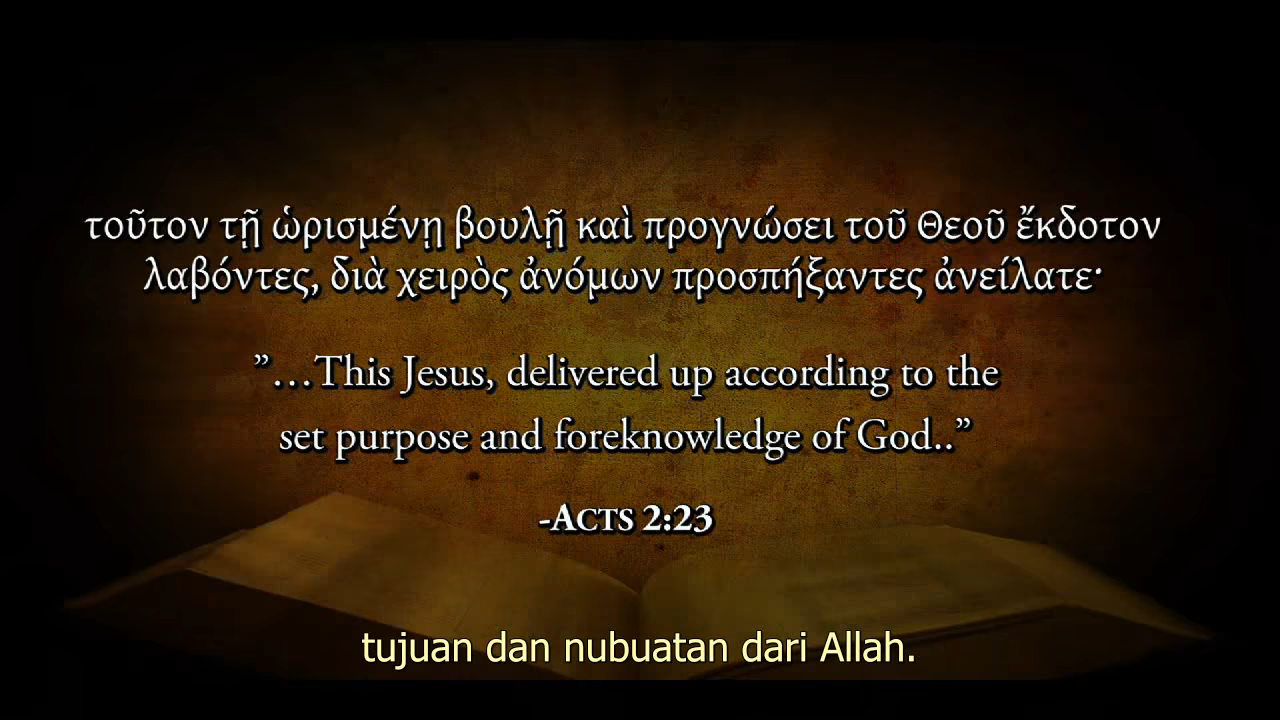 τοῦτον τῇ ὡρισμένῃ βουλῇ καὶ προγνώσει τοῦ Θεοῦ ἔκδοτον
λαβόντες, διὰ χειρὸς ἀνόμων προσπήξαντες ἀνείλατε·
”…This Jesus, delivered up according to the
set purpose and foreknowledge of God..”
-ACTS 2:23
tujuan dan nubuatan dari Allah.